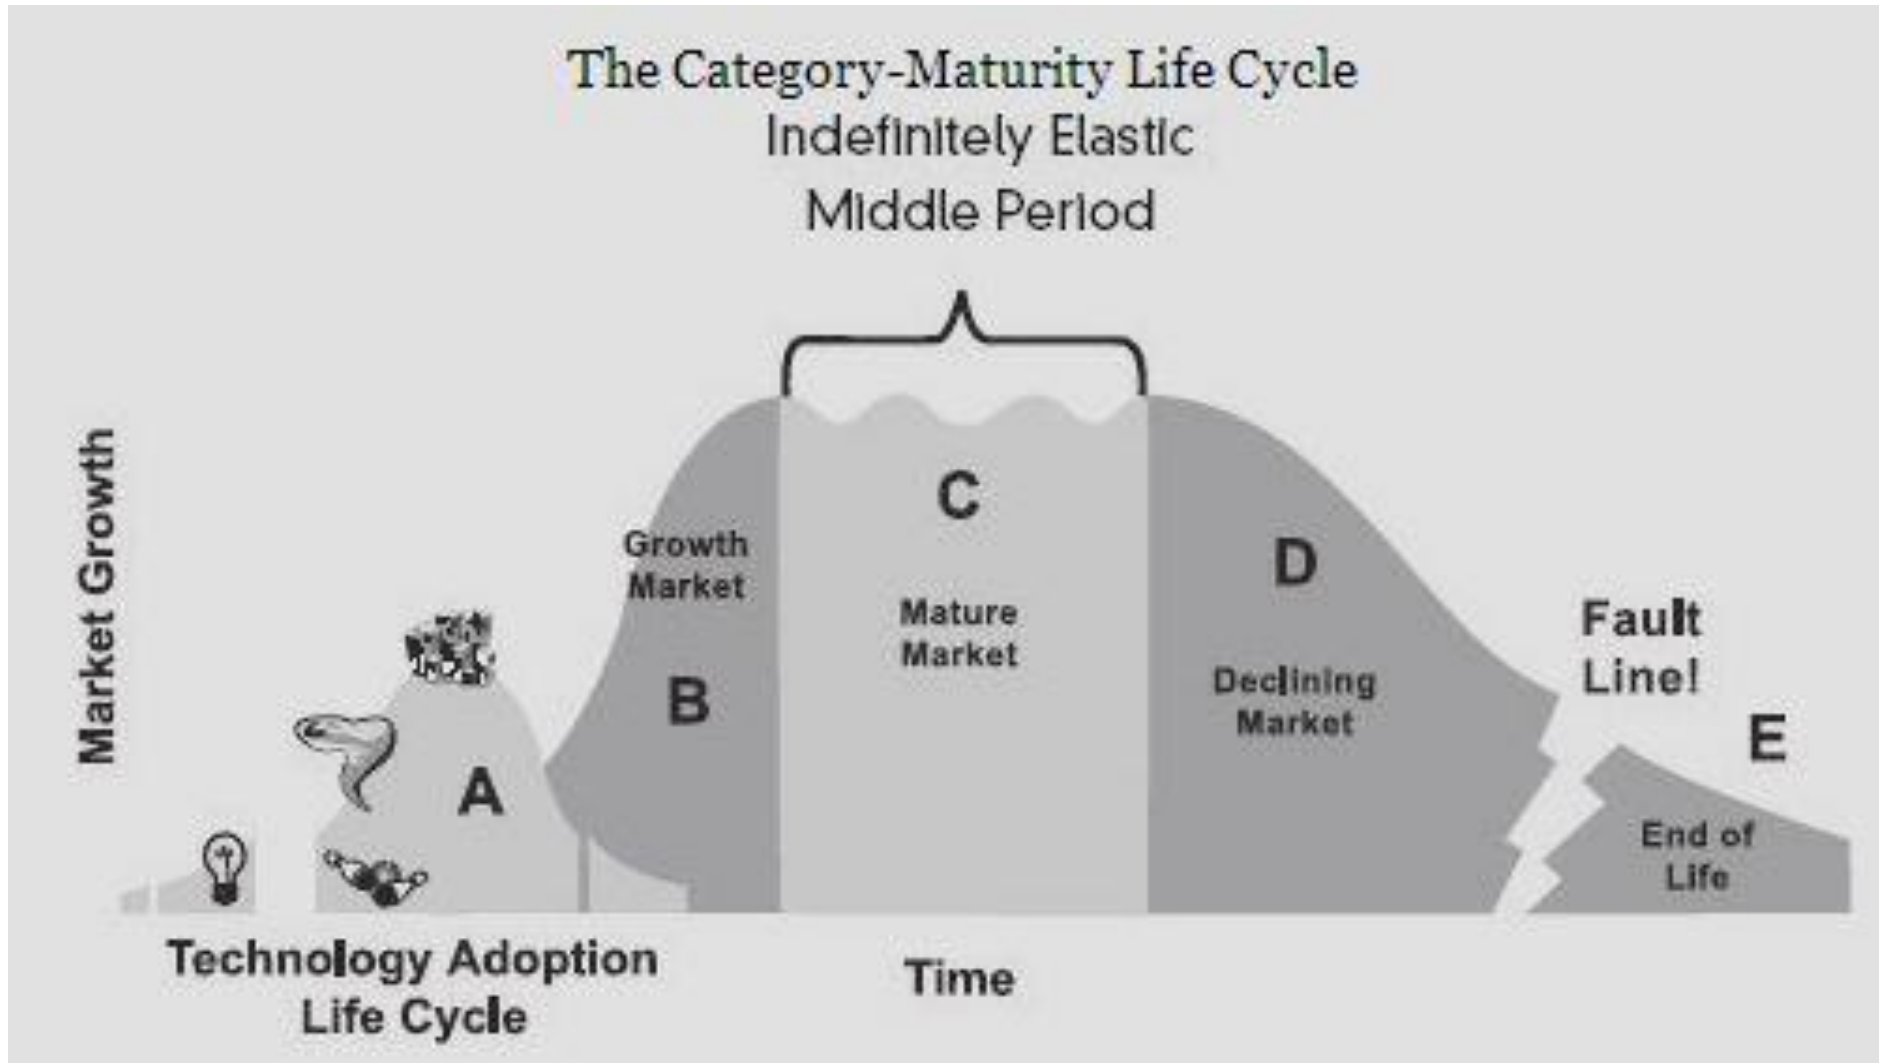 The Category-Maturity Life Cycle
Indefinitely Elastic
Middle Period
Market Growth
A
Growth
Market
B
C
Mature
Market
D
Declining
Market
Fault
Line!
E
End of
Life
Technology Adoption
Life Cycle
Time